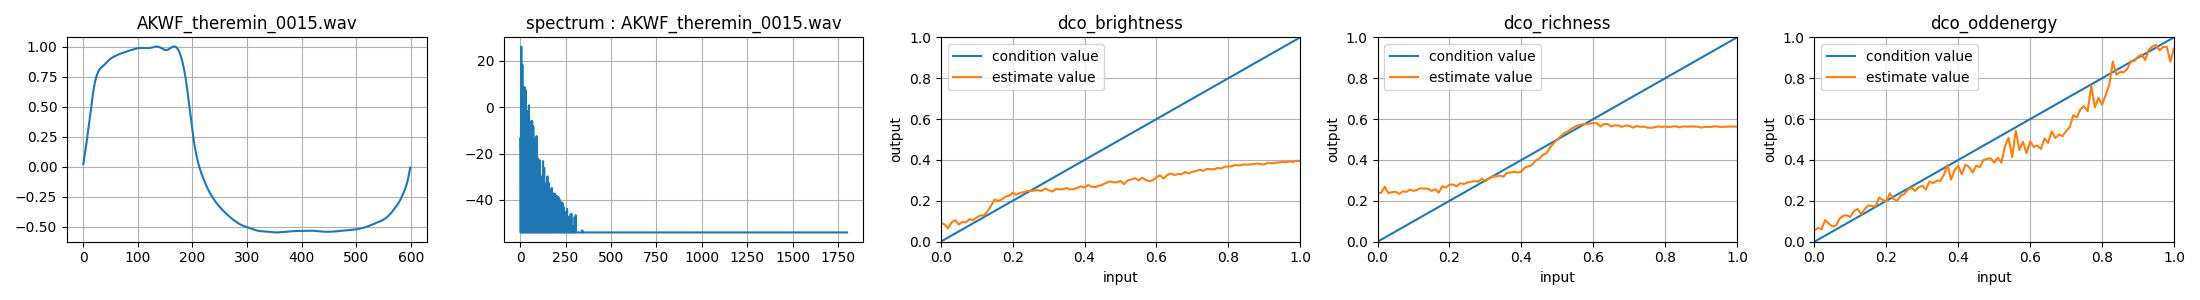 AKWF_theremin_0015.wav
1.00
0.75
0.50
0.25
0.00
−0.25
−0.50
0 100 200 300 400 500 600
spectrum : AKWF_theremin_0015.wav
20
0
−20
−40
0 250 500 750 1000 1250 1500 1750
dco_brightness
condition value
estimate value
output
1.0
0.8
0.6
0.4
0.2
0.0
0.0 0.2 0.4 0.6 0.8 1.0
input
dco_richness
condition value
estimate value
output
1.0
0.8
0.6
0.4
0.2
0.0
0.0 0.2 0.4 0.6 0.8 1.0
input
dco_oddenergy
condition value
estimate value
output
1.0
0.8
0.6
0.4
0.2
0.0
0.0 0.2 0.4 0.6 0.8 1.0
input